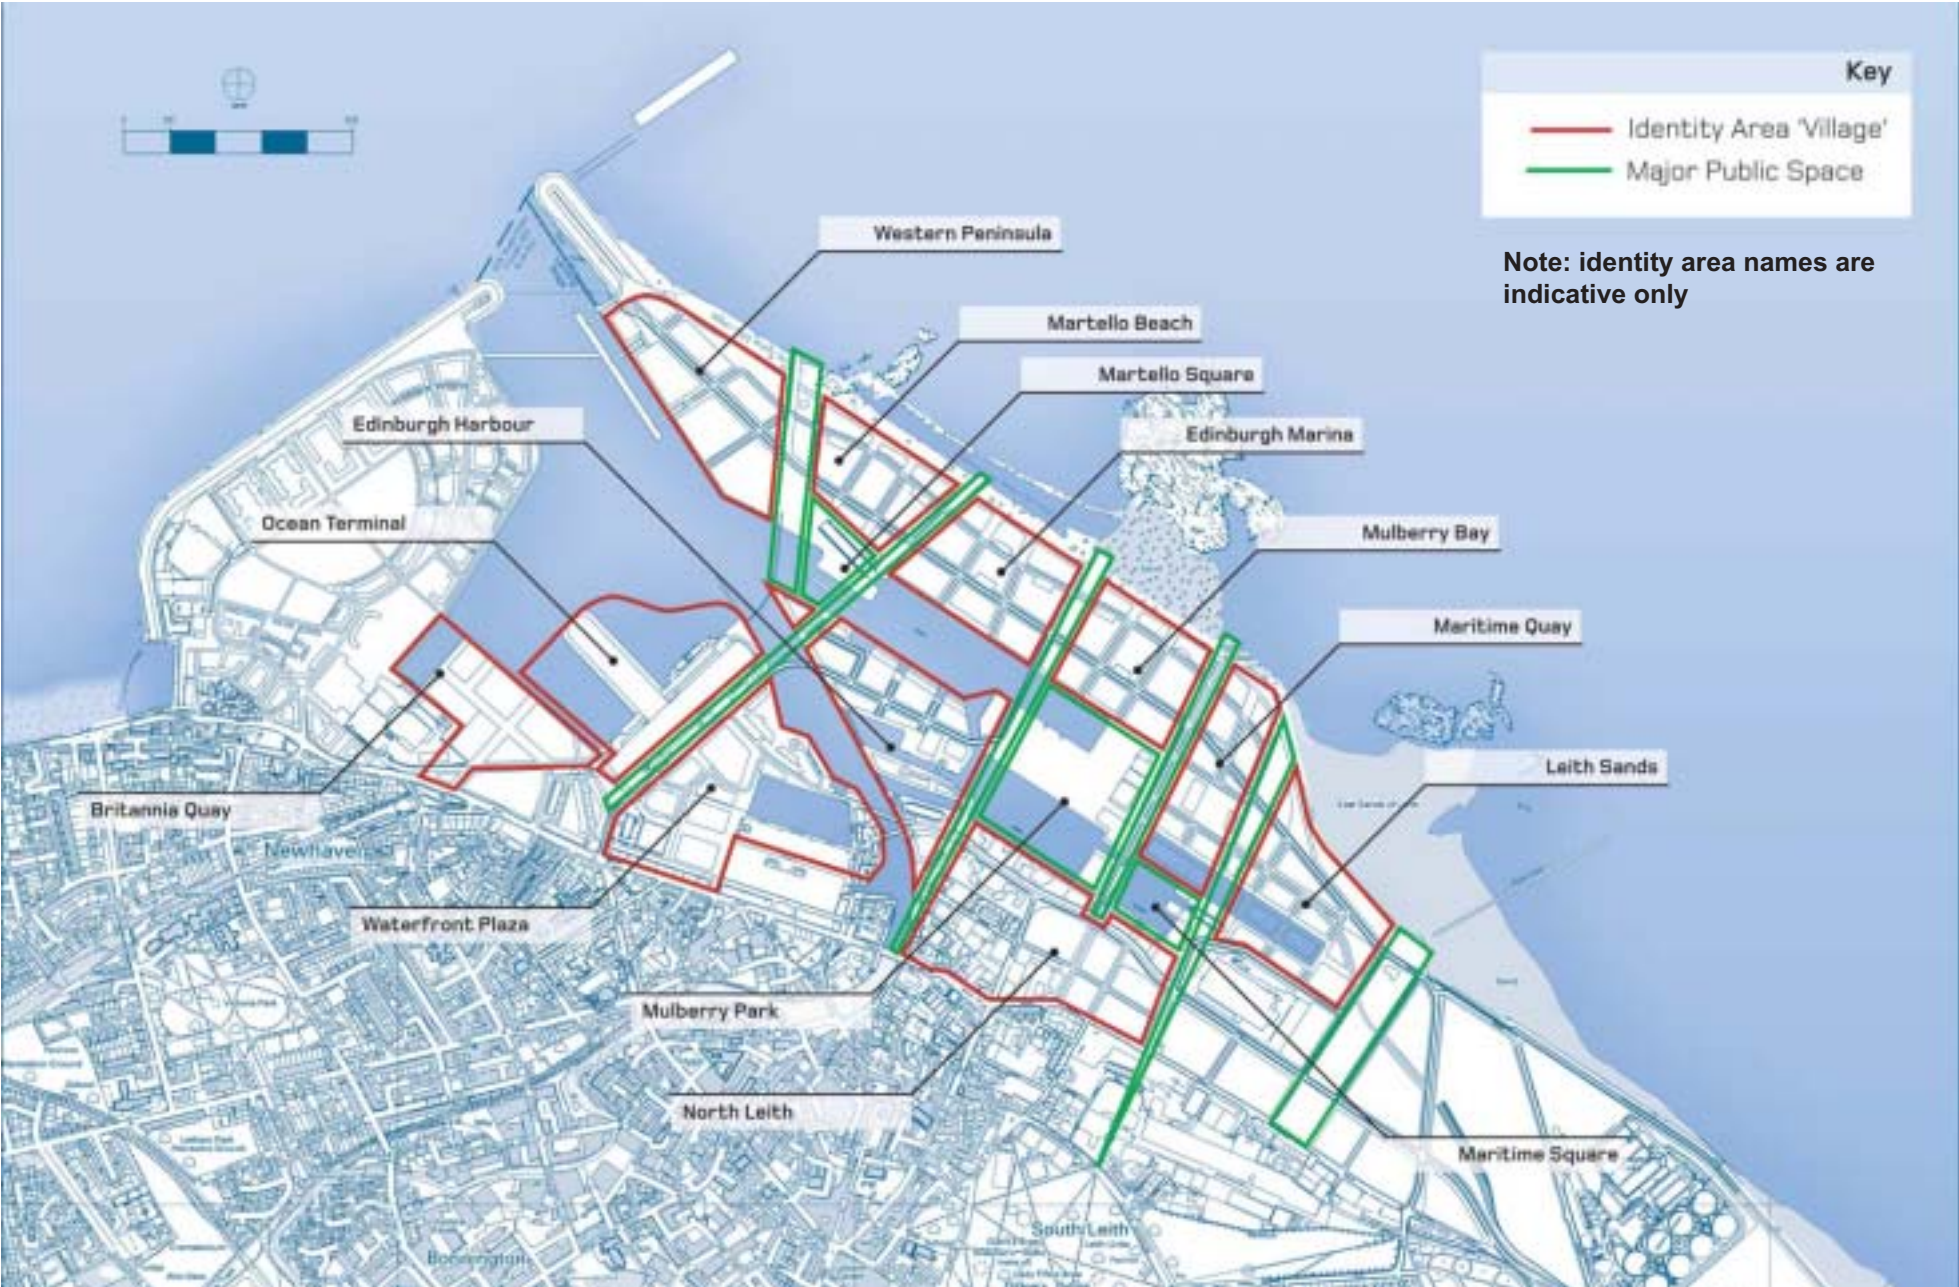 Key
Identity Area 'Village'
Major Public Space
Note: identity area names are
indicative only
Western Peninsula
Martello Beach
Martello Square
Edinburgh Harbour
Edinburgh Marina
Ocean Terminal
Mulberry Bay
Maritime Quay
Leith Sands
Britannia Quay
Newhaven
Waterfront Plaza
Mulberry Park
North Leith
Maritime Square
South Leith
Bonnington